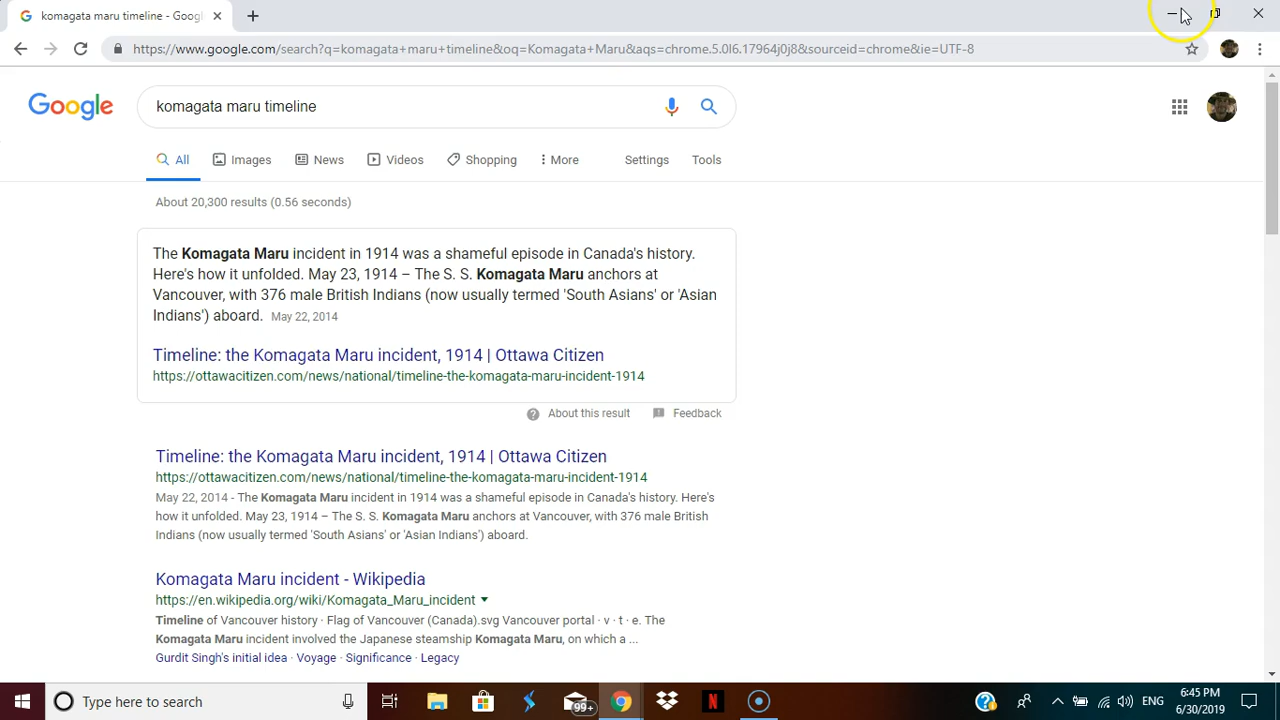 komagata maru timeline - Goog
https://www.google.com/search?q=komagata+maru+timeline&oq=Komagata+Maru&aqs=chrome.5.0l6.17964j0j8&sourceid=chrome&ie=UTF-8
Google
komagata maru timeline
All Images News Videos Shopping More Settings Tools
About 20,300 results (0.56 seconds)
The Komagata Maru incident in 1914 was a shameful episode in Canada's history.
Here's how it unfolded. May 23, 1914 – The S. S. Komagata Maru anchors at
Vancouver, with 376 male British Indians (now usually termed 'South Asians' or 'Asian
Indians') aboard. May 22, 2014
Timeline: the Komagata Maru incident, 1914 | Ottawa Citizen
https://ottawacitizen.com/news/national/timeline-the-komagata-maru-incident-1914
About this result Feedback
Timeline: the Komagata Maru incident, 1914 | Ottawa Citizen
https://ottawacitizen.com/news/national/timeline-the-komagata-maru-incident-1914
May 22, 2014 - The Komagata Maru incident in 1914 was a shameful episode in Canada's history. Here's
how it unfolded. May 23, 1914 – The S. S. Komagata Maru anchors at Vancouver, with 376 male British
Indians (now usually termed 'South Asians' or 'Asian Indians') aboard.
Komagata Maru incident - Wikipedia
https://en.wikipedia.org/wiki/Komagata_Maru_incident
Timeline of Vancouver history · Flag of Vancouver (Canada).svg Vancouver portal · v · t · e. The
Komagata Maru incident involved the Japanese steamship Komagata Maru, on which a ...
Gurdit Singh's initial idea · Voyage · Significance · Legacy
Type here to search
99+
N
ENG
6:45 PM
6/30/2019